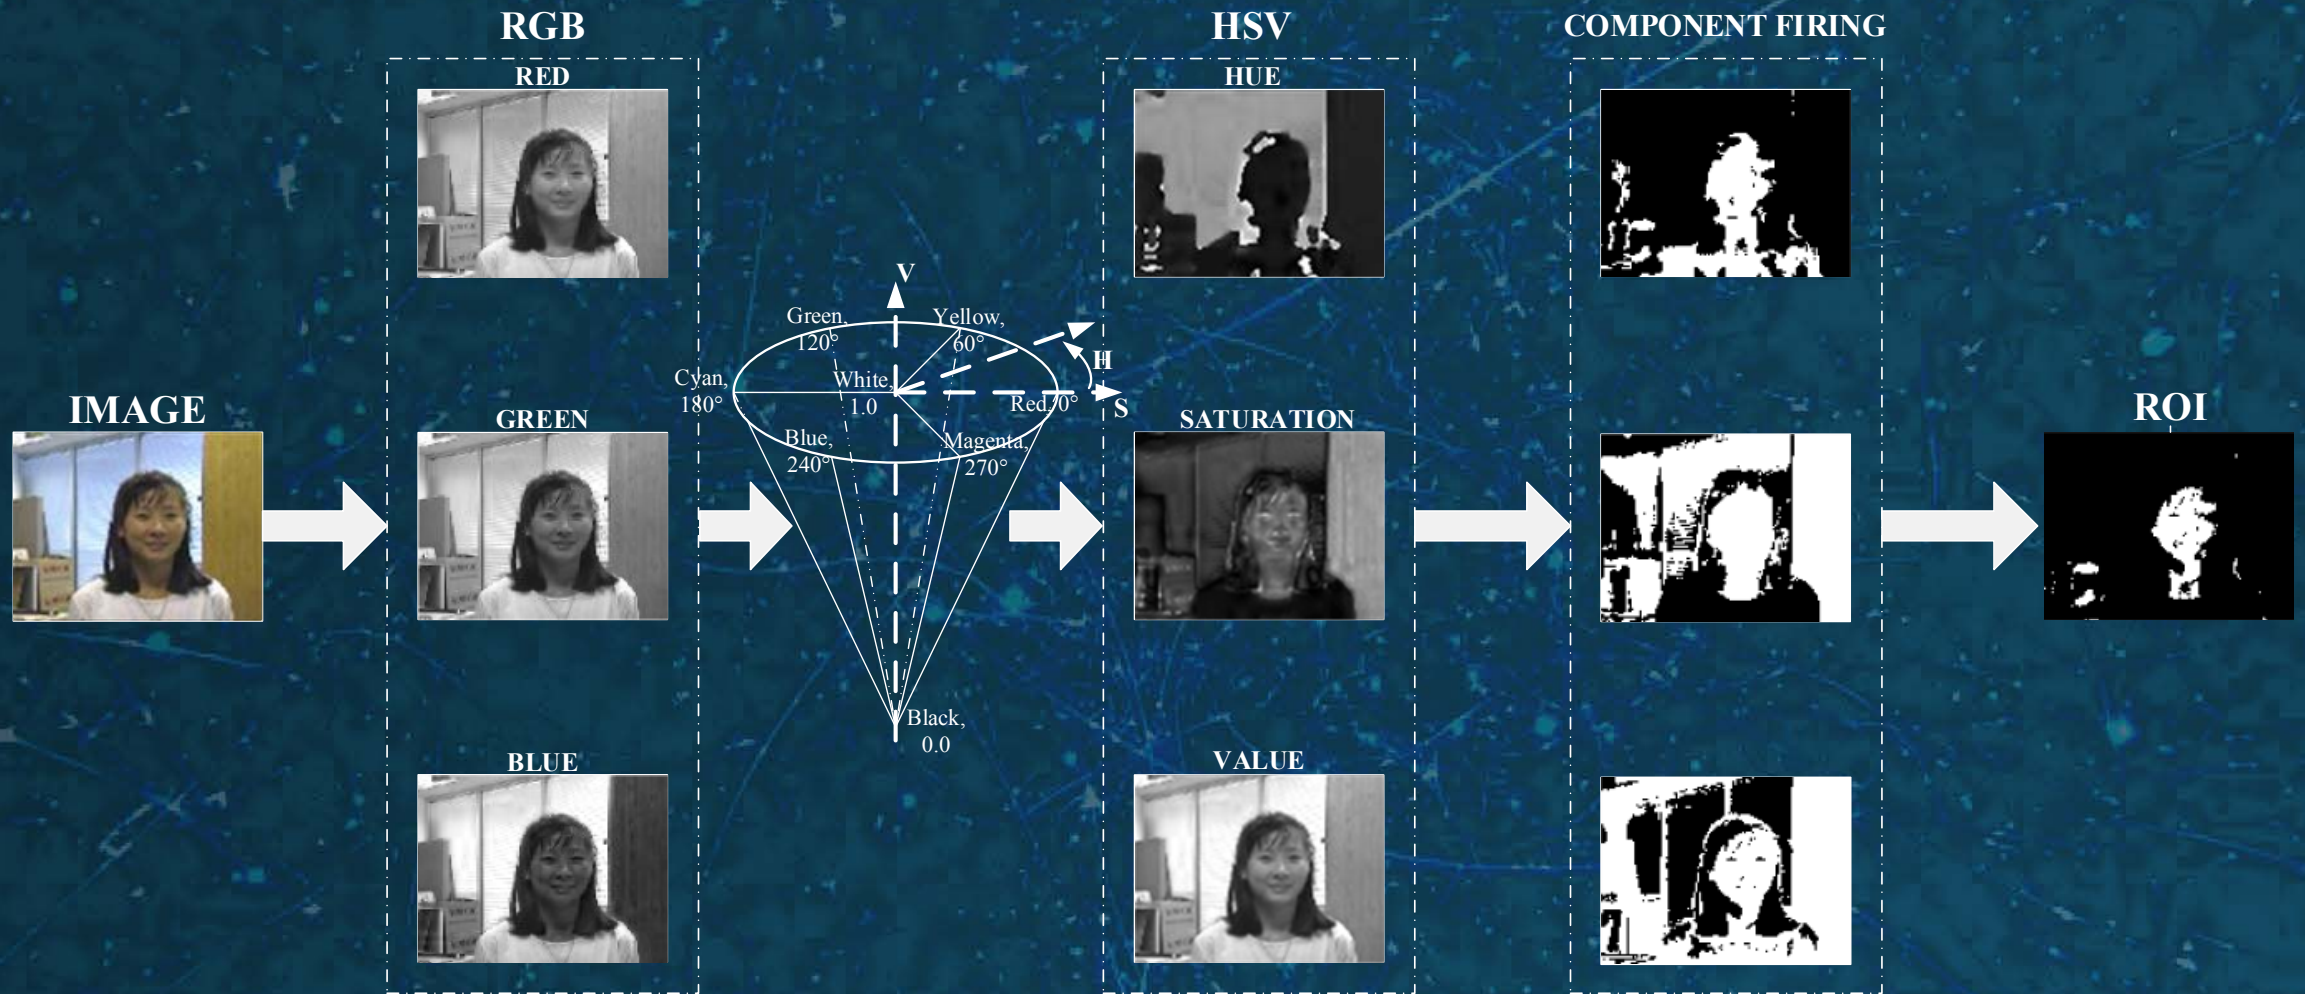 RGB
HSV
COMPONENT FIRING
RED
HUE
V
Green,
120°
Yellow,
60°
H
Cyan,
180°
White,
1.0
Red, 0°
S
IMAGE
GREEN
SATURATION
ROI
Blue,
240°
Magenta,
270°
Black,
0.0
BLUE
VALUE